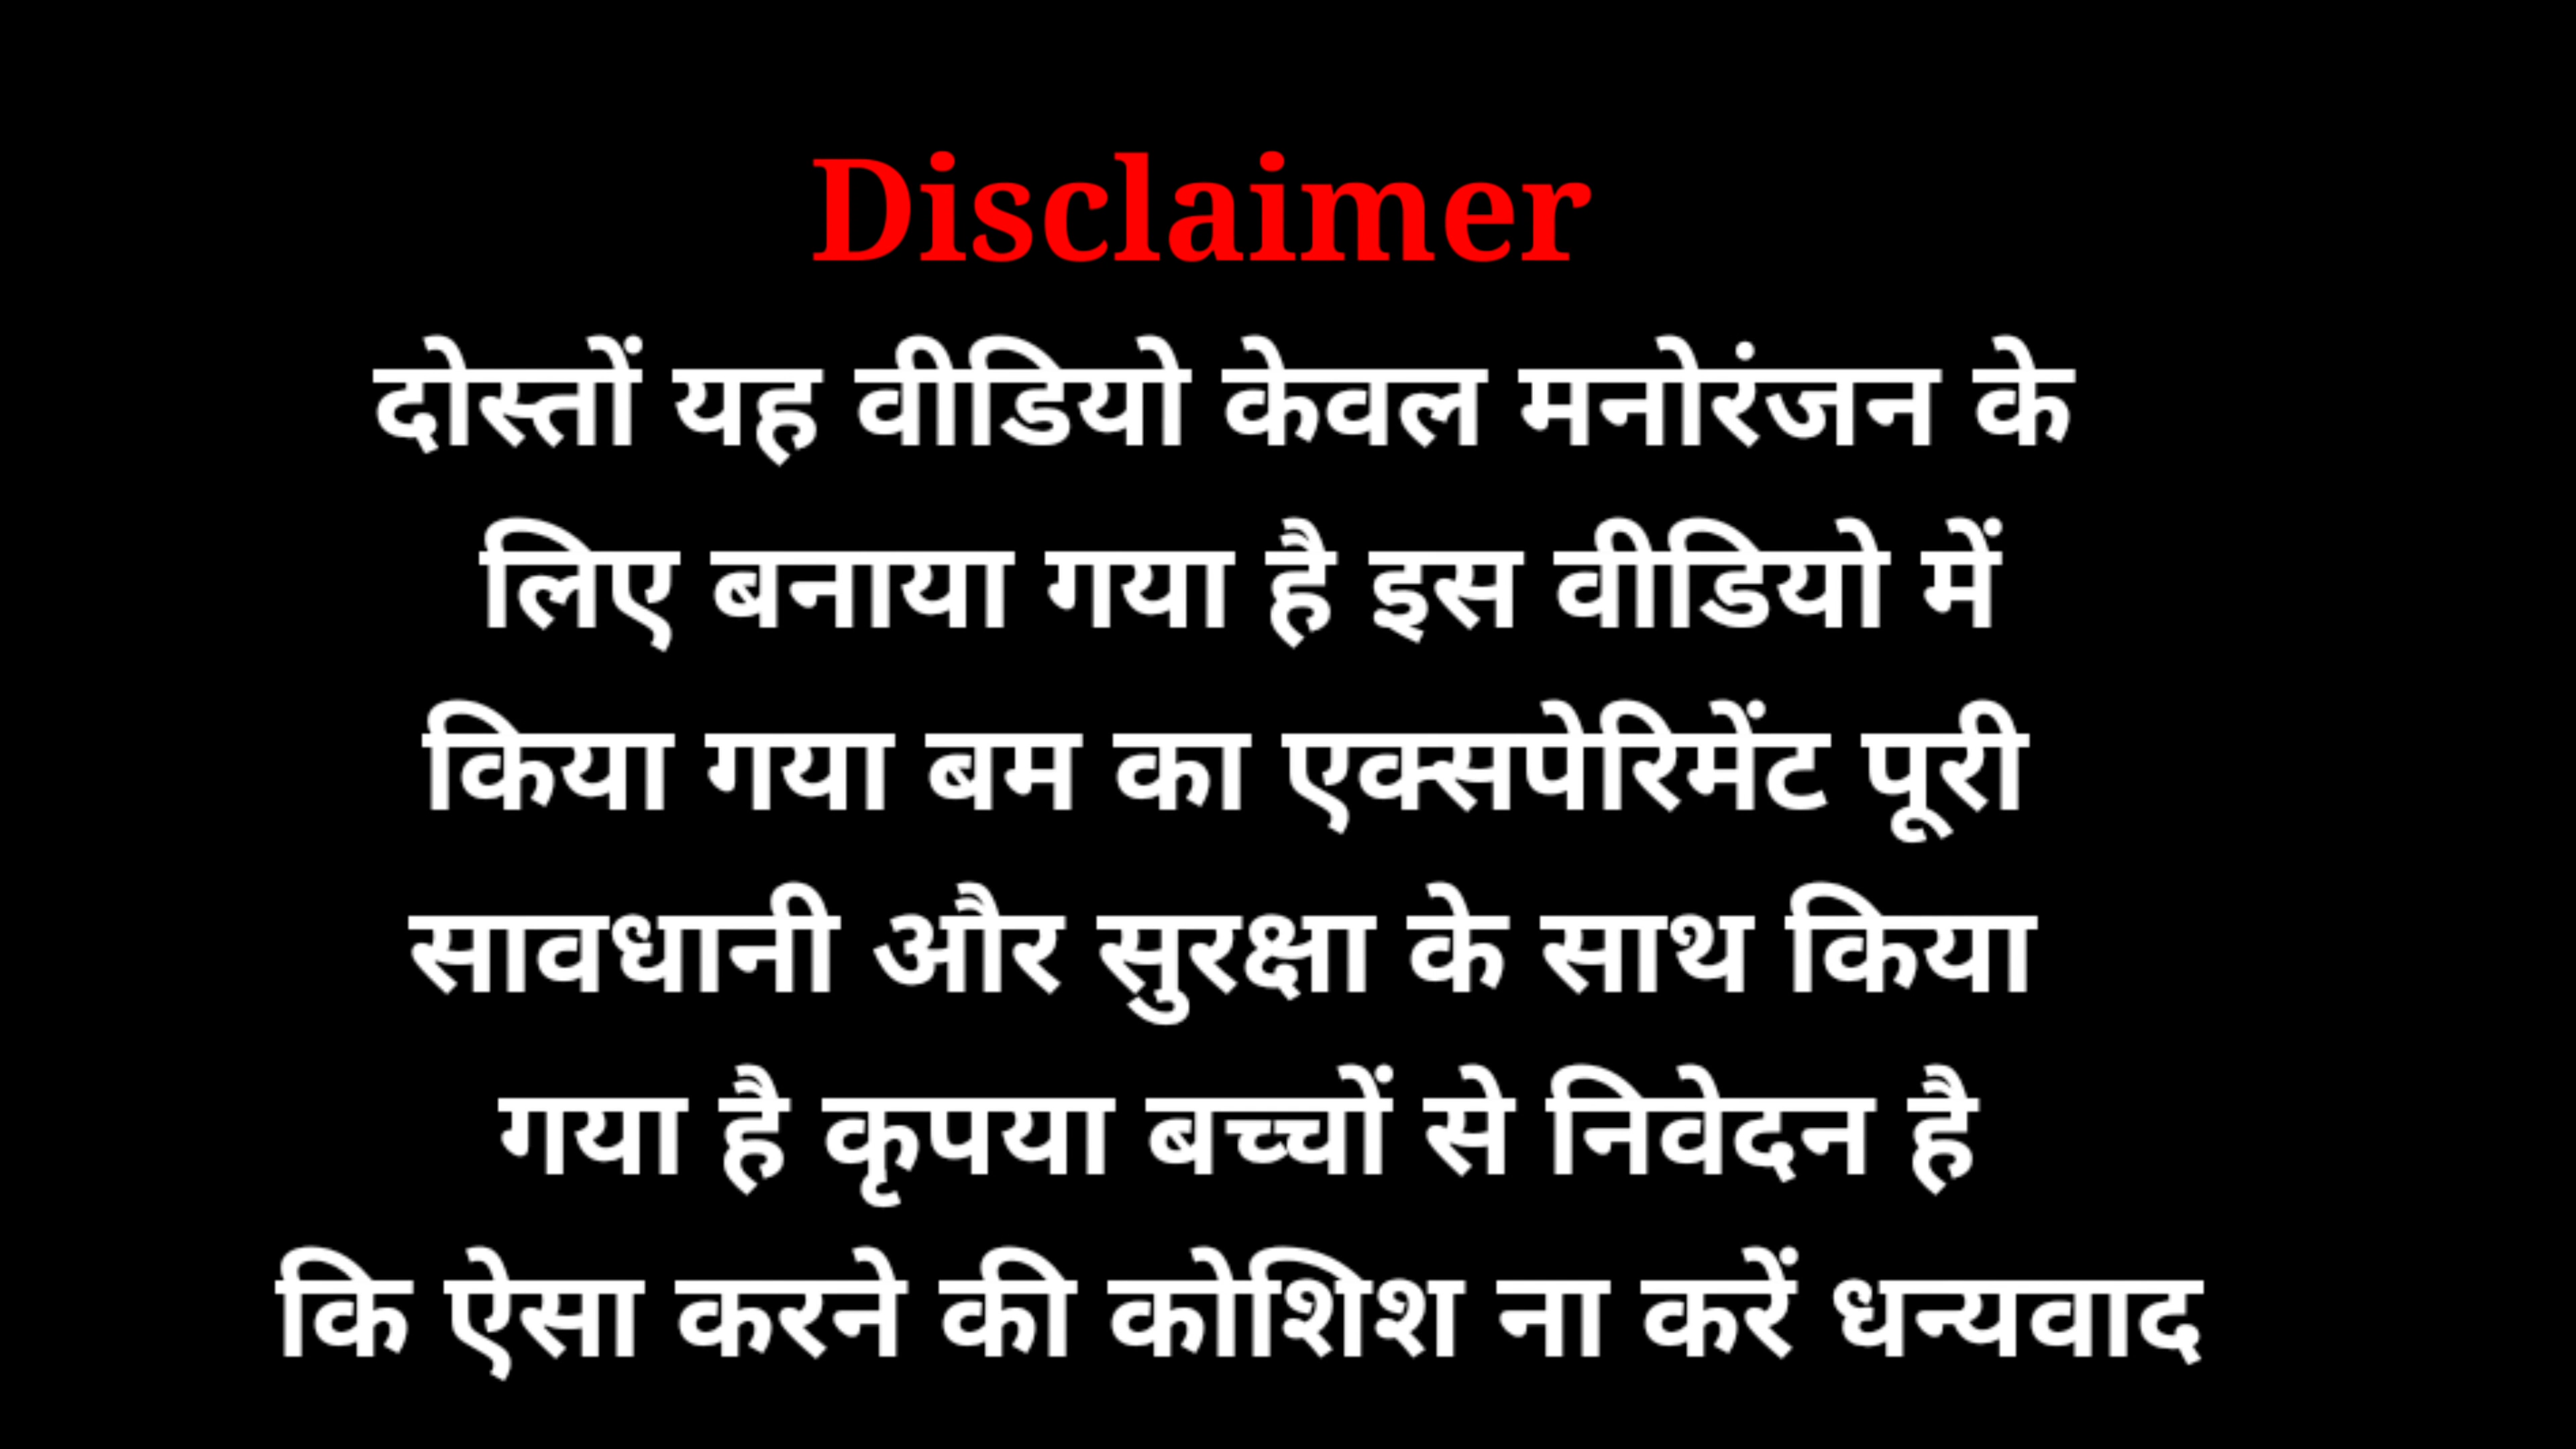 Disclaimer
दोस्तों यह वीडियो केवल मनोरंजन के
लिए बनाया गया है इस वीडियो में
किया गया बम का एक्सपेरिमेंट पूरी
सावधानी और सुरक्षा के साथ किया
गया है कृपया बच्चों से निवेदन है
कि ऐसा करने की कोशिश ना करें धन्यवाद